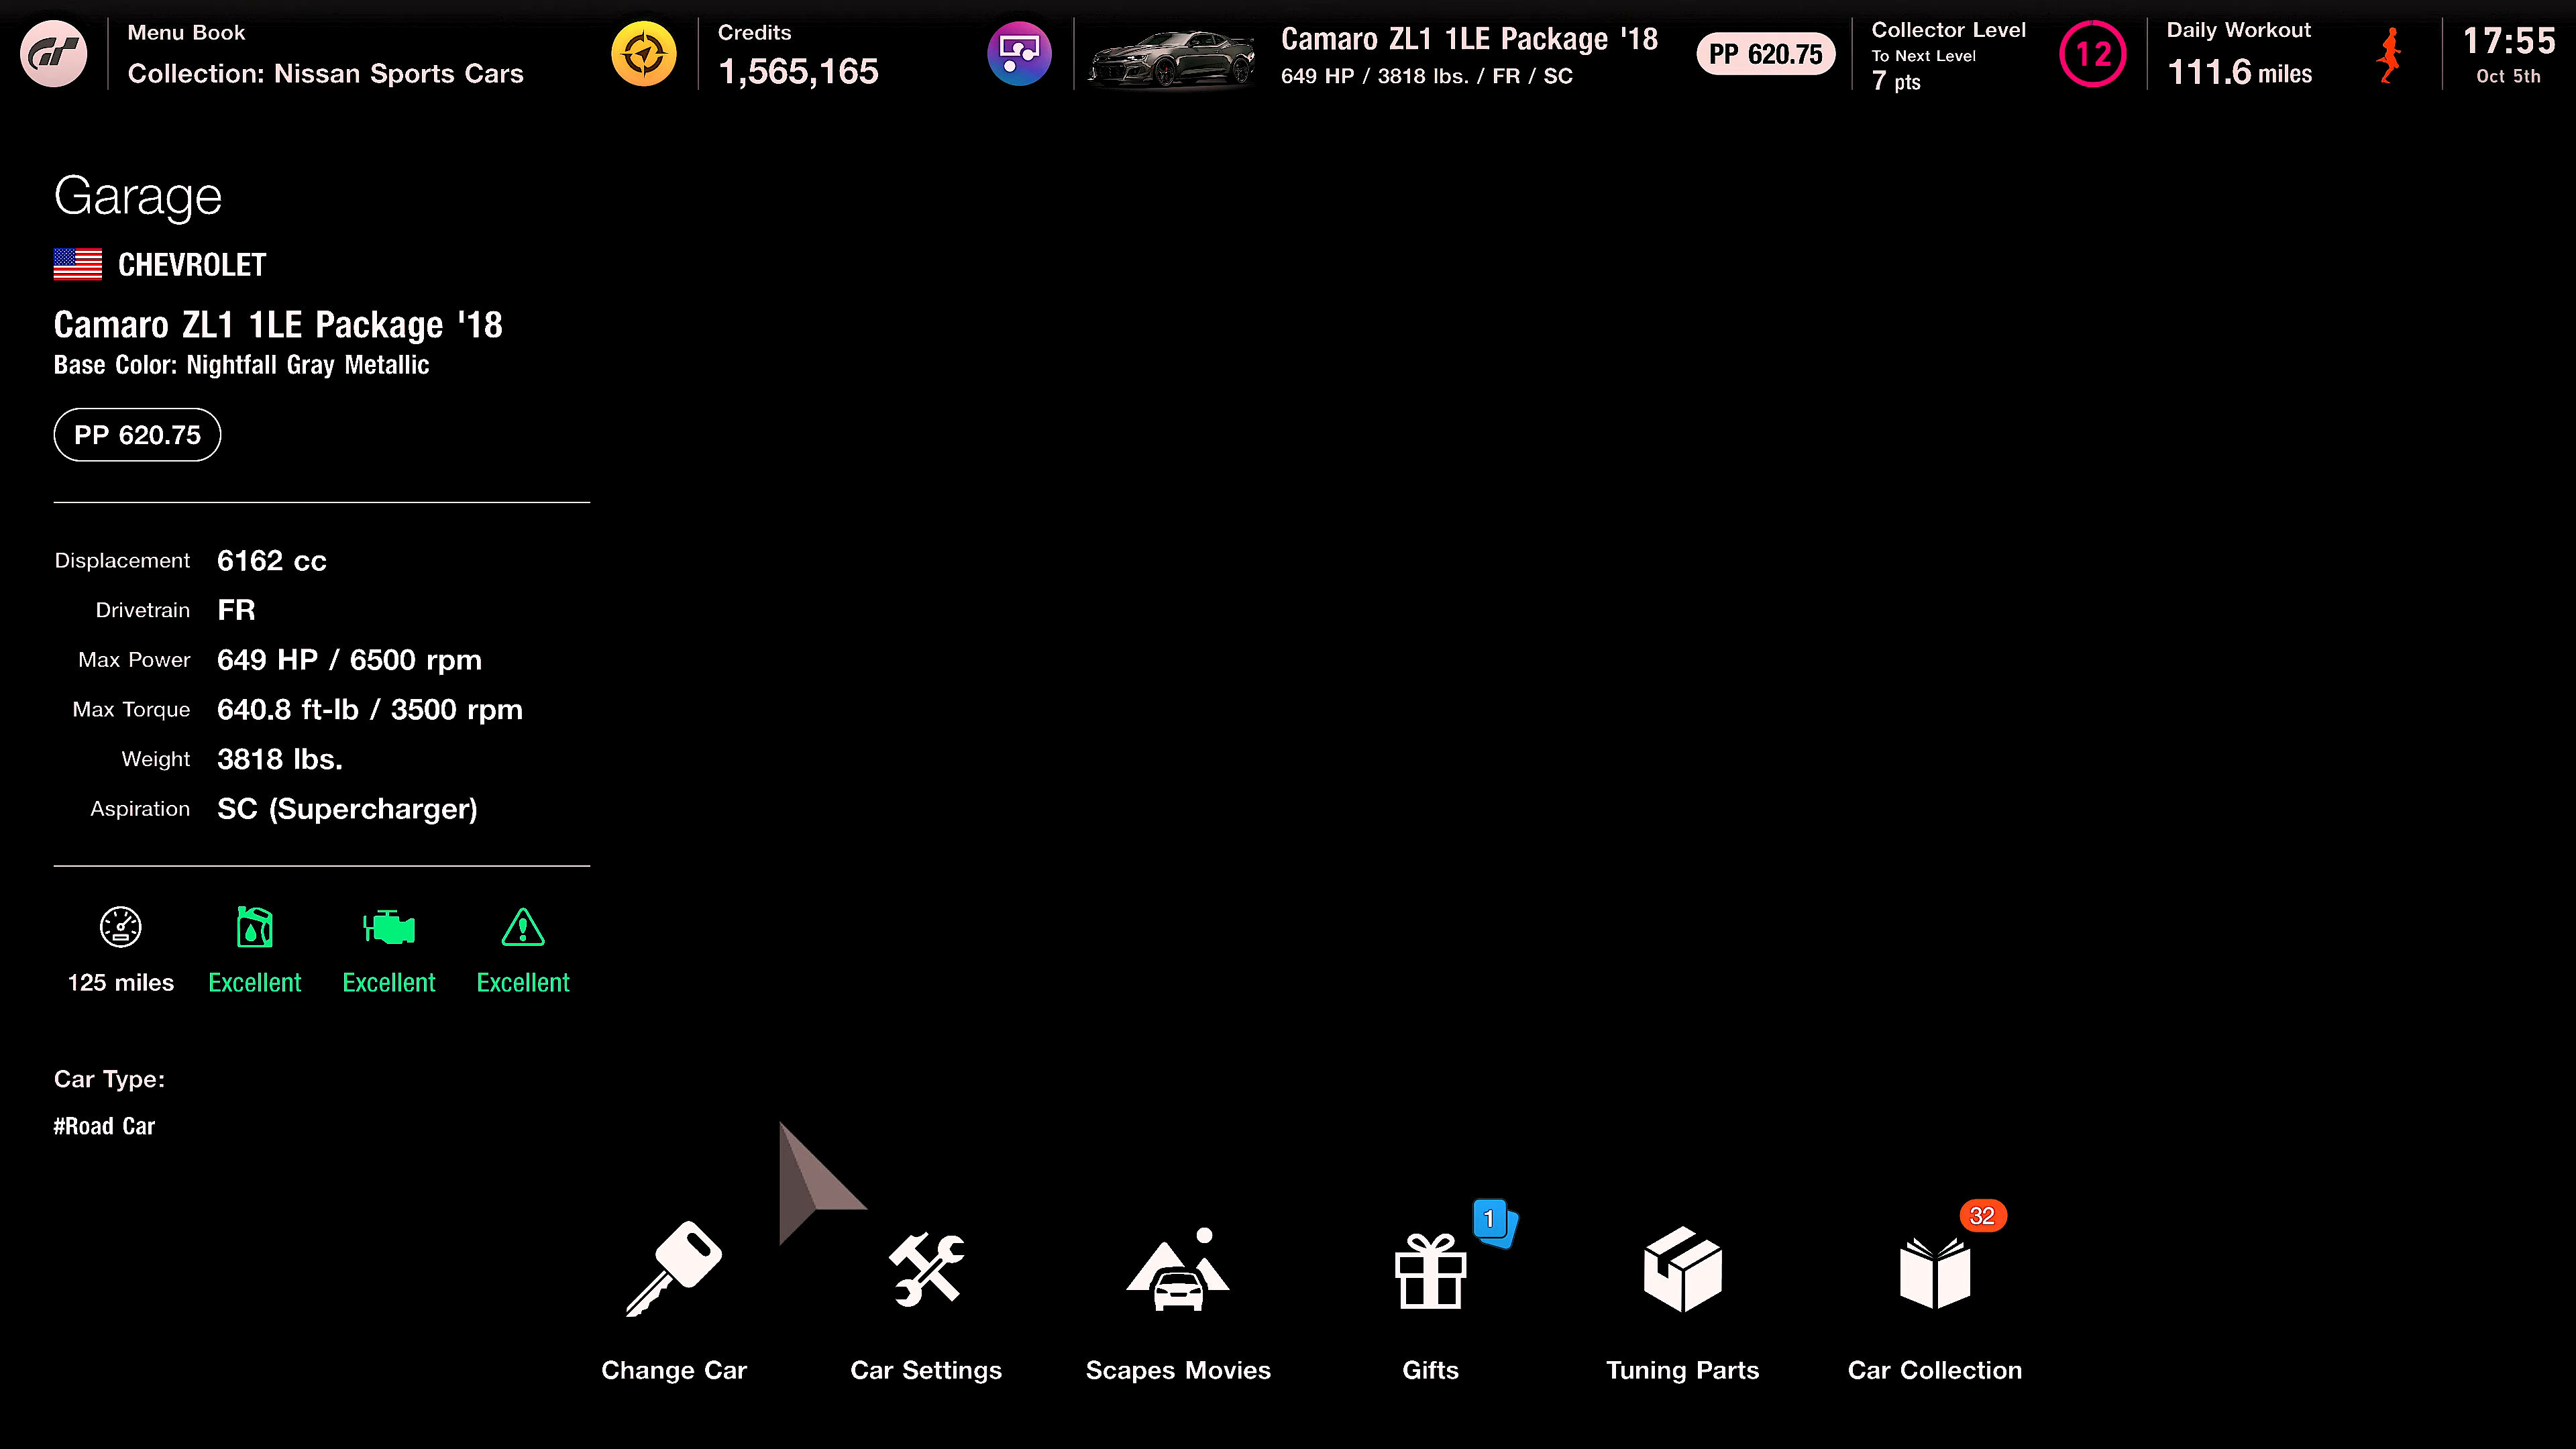 Menu Book
Collection: Nissan Sports Cars
Credits
1,565,165
Camaro ZL1 1LE Package '18
649 HP / 3818 lbs. / FR / SC
PP 620.75
Collector Level
To Next Level
7 pts
12
Daily Workout
111.6 miles
17:55
Oct 5th
Garage
CHEVROLET
Camaro ZL1 1LE Package '18
Base Color: Nightfall Gray Metallic
PP 620.75
Displacement 6162 cc
Drivetrain FR
Max Power 649 HP / 6500 rpm
Max Torque 640.8 ft-lb / 3500 rpm
Weight 3818 lbs.
Aspiration SC (Supercharger)
125 miles Excellent Excellent Excellent
Car Type:
#Road Car
1
32
Change Car Car Settings Scapes Movies Gifts Tuning Parts Car Collection